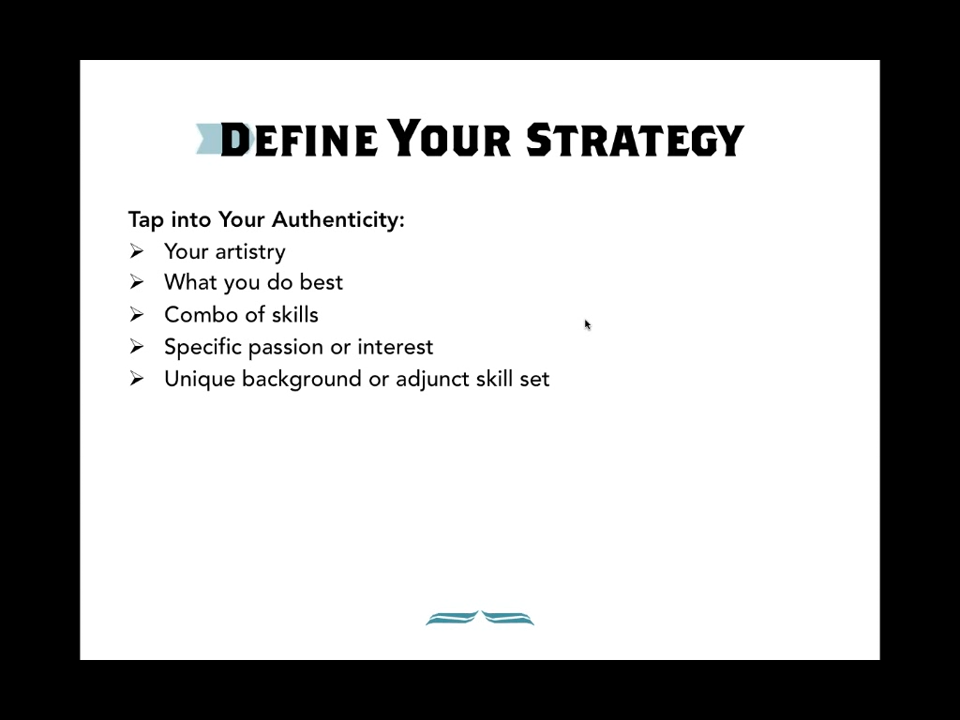 Define Your Strategy
Tap into Your Authenticity:
➢ Your artistry
➢ What you do best
➢ Combo of skills
➢ Specific passion or interest
➢ Unique background or adjunct skill set